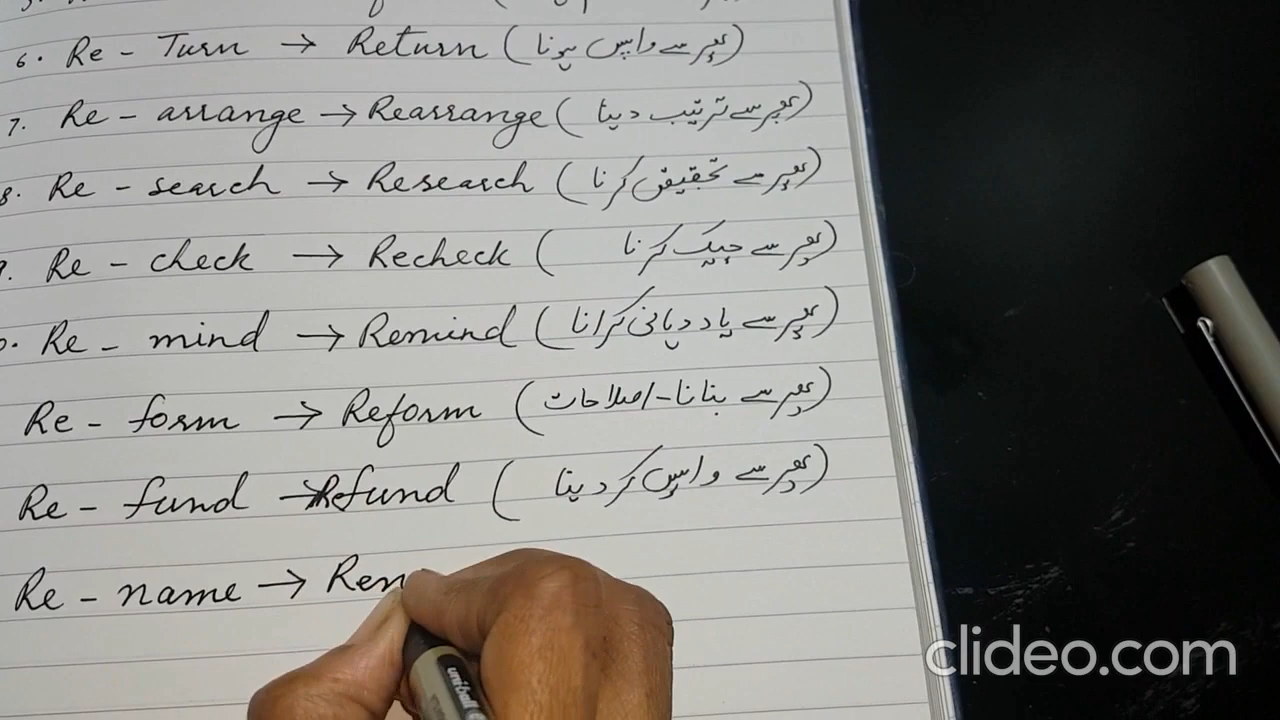 6. Re - Turn → Return (پھر سے واپس ہونا)
7. Re - arrange → Rearrange (پھر سے ترتیب دینا)
8. Re - search → Research (پھر سے تحقیق کرنا)
9. Re - check → Recheck (پھر سے چیک کرنا)
Re - mind → Remind (پھر سے یاد دہانی کرانا)
Re - form → Reform (پھر سے بنانا - اصلاحات)
Re - fund → Refund (پھر سے واپس کر دینا)
Re - name → Ren
uni-ball
clideo.com